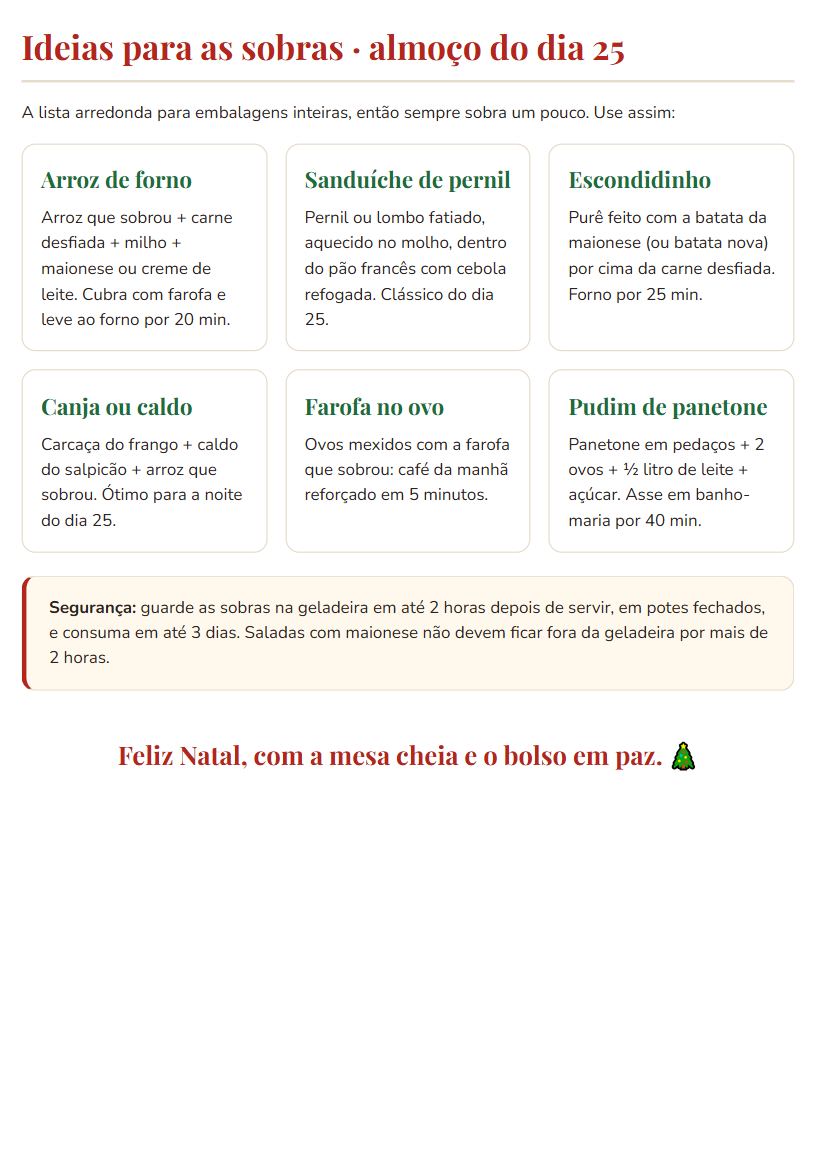 Ideias para as sobras · almoço do dia 25
A lista arredonda para embalagens inteiras, então sempre sobra um pouco. Use assim:
Arroz de forno
Arroz que sobrou + carne
desfiada + milho +
maionese ou creme de
leite. Cubra com farofa e
leve ao forno por 20 min.
Sanduíche de pernil
Pernil ou lombo fatiado,
aquecido no molho, dentro
do pão francês com cebola
refogada. Clássico do dia
25.
Escondidinho
Purê feito com a batata da
maionese (ou batata nova)
por cima da carne desfiada.
Forno por 25 min.
Canja ou caldo
Carcaça do frango + caldo
do salpicão + arroz que
sobrou. Ótimo para a noite
do dia 25.
Farofa no ovo
Ovos mexidos com a farofa
que sobrou: café da manhã
reforçado em 5 minutos.
Pudim de panetone
Panetone em pedaços + 2
ovos + ½ litro de leite +
açúcar. Asse em banho-
maria por 40 min.
Segurança: guarde as sobras na geladeira em até 2 horas depois de servir, em potes fechados,
e consuma em até 3 dias. Saladas com maionese não devem ficar fora da geladeira por mais de
2 horas.
Feliz Natal, com a mesa cheia e o bolso em paz. 🎄